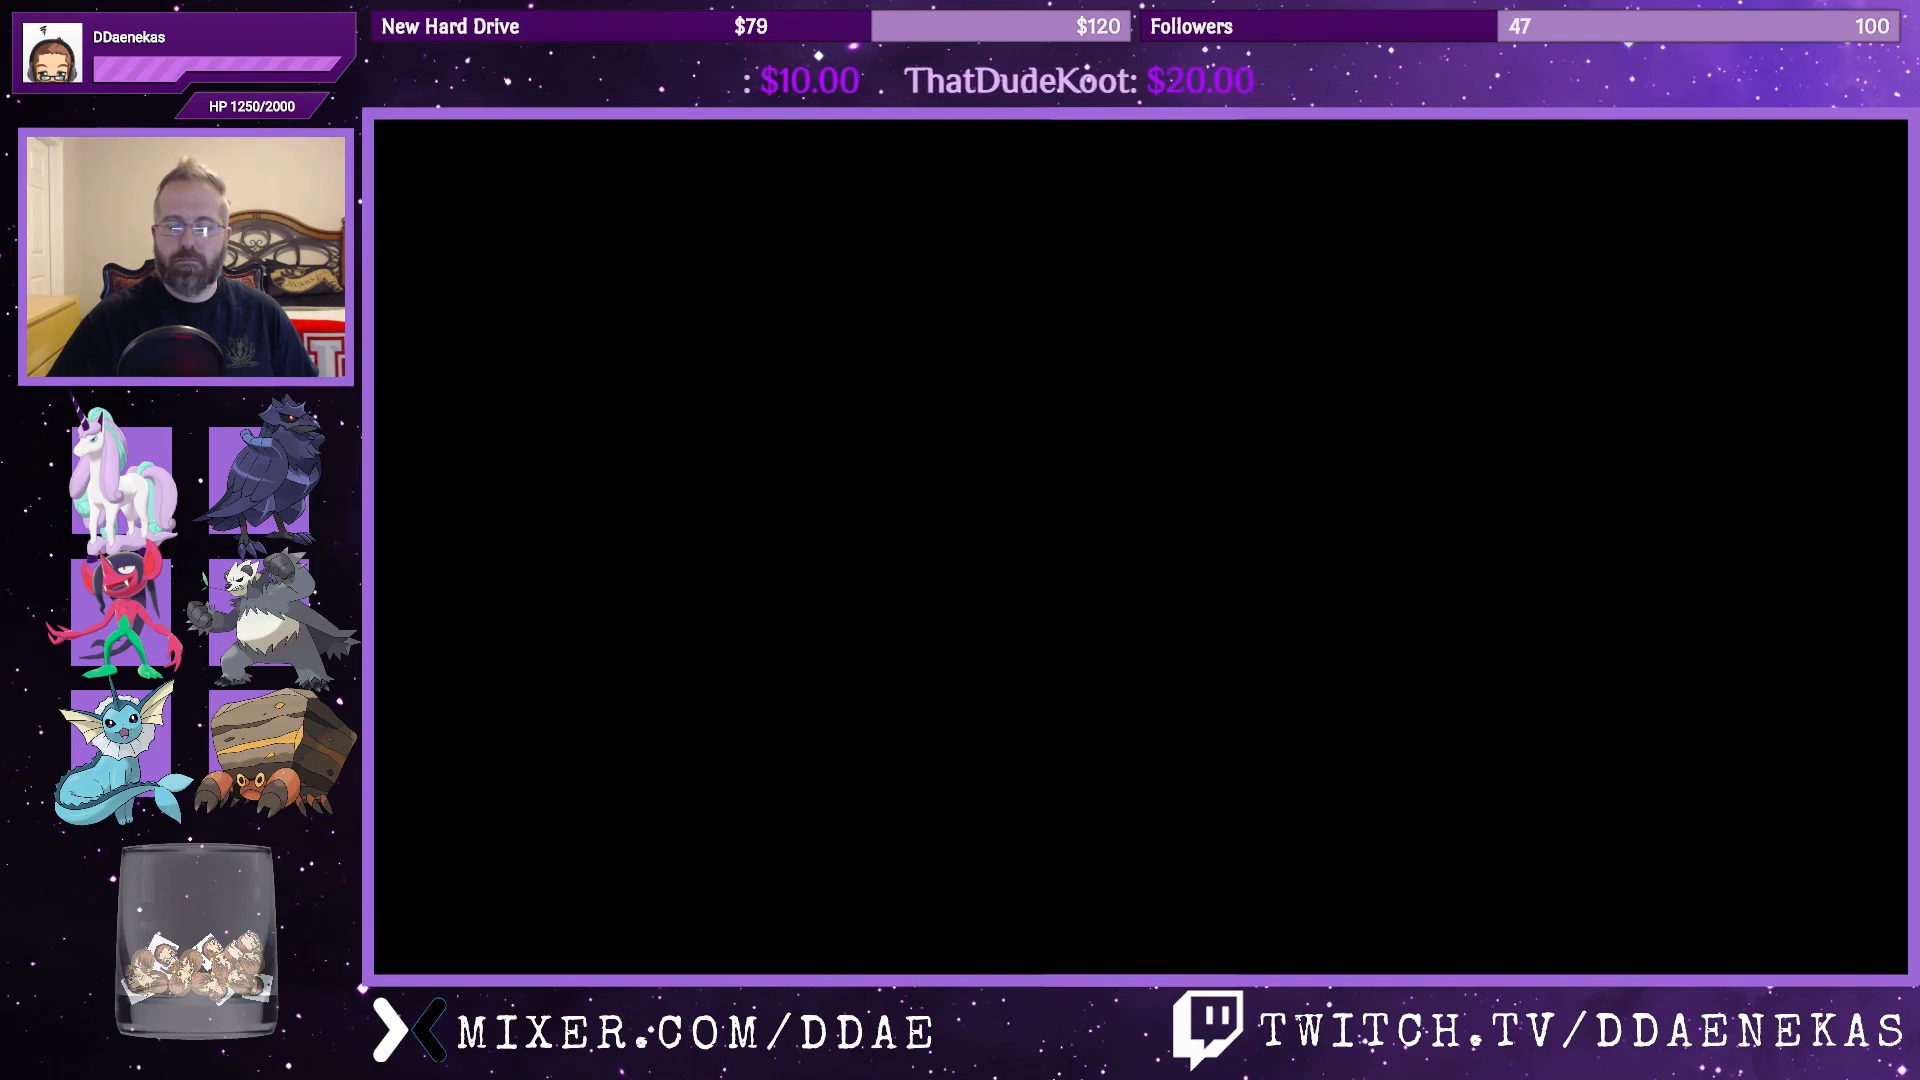 DDaenekas
HP 1250/2000
New Hard Drive $79 $120
Followers 47 100
: $10.00 . ThatDudeKoot: $20.00
MIXER.COM/DDAE
TWITCH.TV/DDAENEKAS